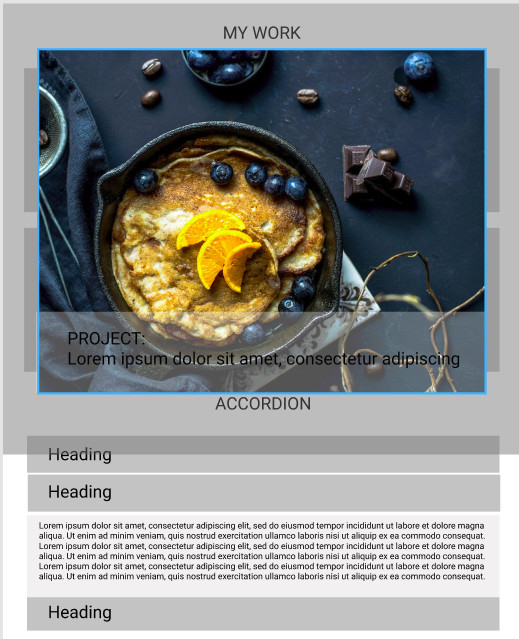 MY WORK
PROJECT:
Lorem ipsum dolor sit amet, consectetur adipiscing
ACCORDION
Heading
Heading
Lorem ipsum dolor sit amet, consectetur adipiscing elit, sed do eiusmod tempor incididunt ut labore et dolore magna
aliqua. Ut enim ad minim veniam, quis nostrud exercitation ullamco laboris nisi ut aliquip ex ea commodo consequat.
Lorem ipsum dolor sit amet, consectetur adipiscing elit, sed do eiusmod tempor incididunt ut labore et dolore magna
aliqua. Ut enim ad minim veniam, quis nostrud exercitation ullamco laboris nisi ut aliquip ex ea commodo consequat.
Lorem ipsum dolor sit amet, consectetur adipiscing elit, sed do eiusmod tempor incididunt ut labore et dolore magna
aliqua. Ut enim ad minim veniam, quis nostrud exercitation ullamco laboris nisi ut aliquip ex ea commodo consequat.
Heading